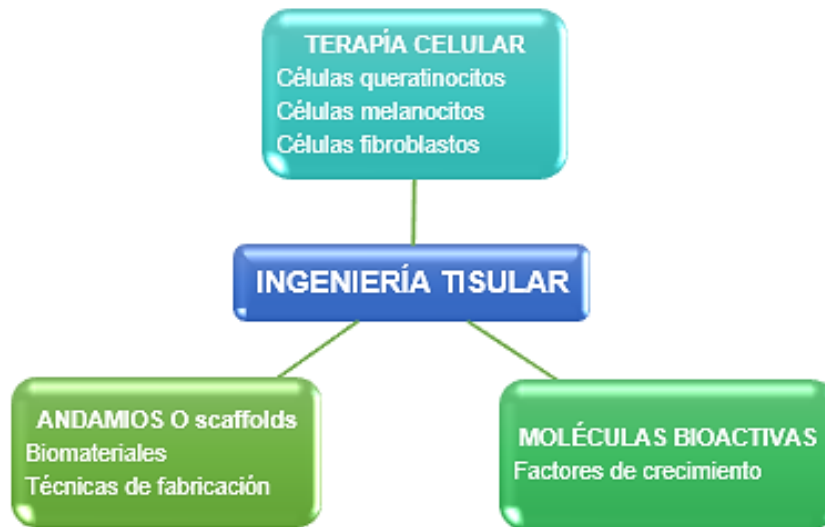 TERAPÍA CELULAR
Células queratinocitos
Células melanocitos
Células fibroblastos
INGENIERÍA TISULAR
ANDAMIOS O scaffolds
Biomateriales
Técnicas de fabricación
MOLÉCULAS BIOACTIVAS
Factores de crecimiento